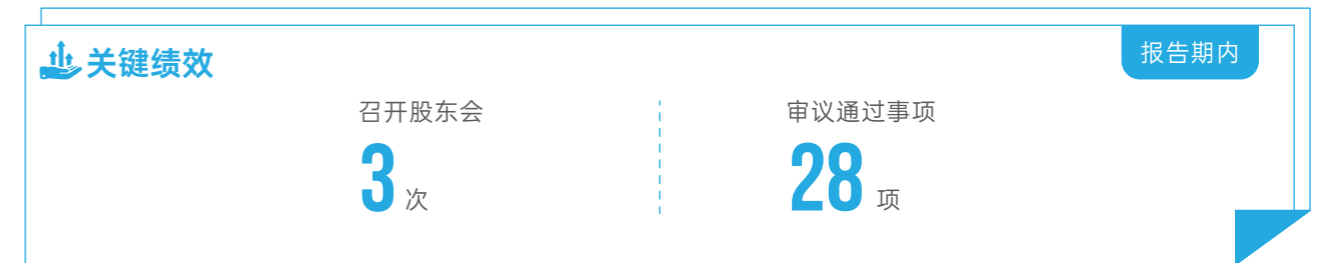 关键绩效
报告期内
召开股东会
3 次
审议通过事项
28 项